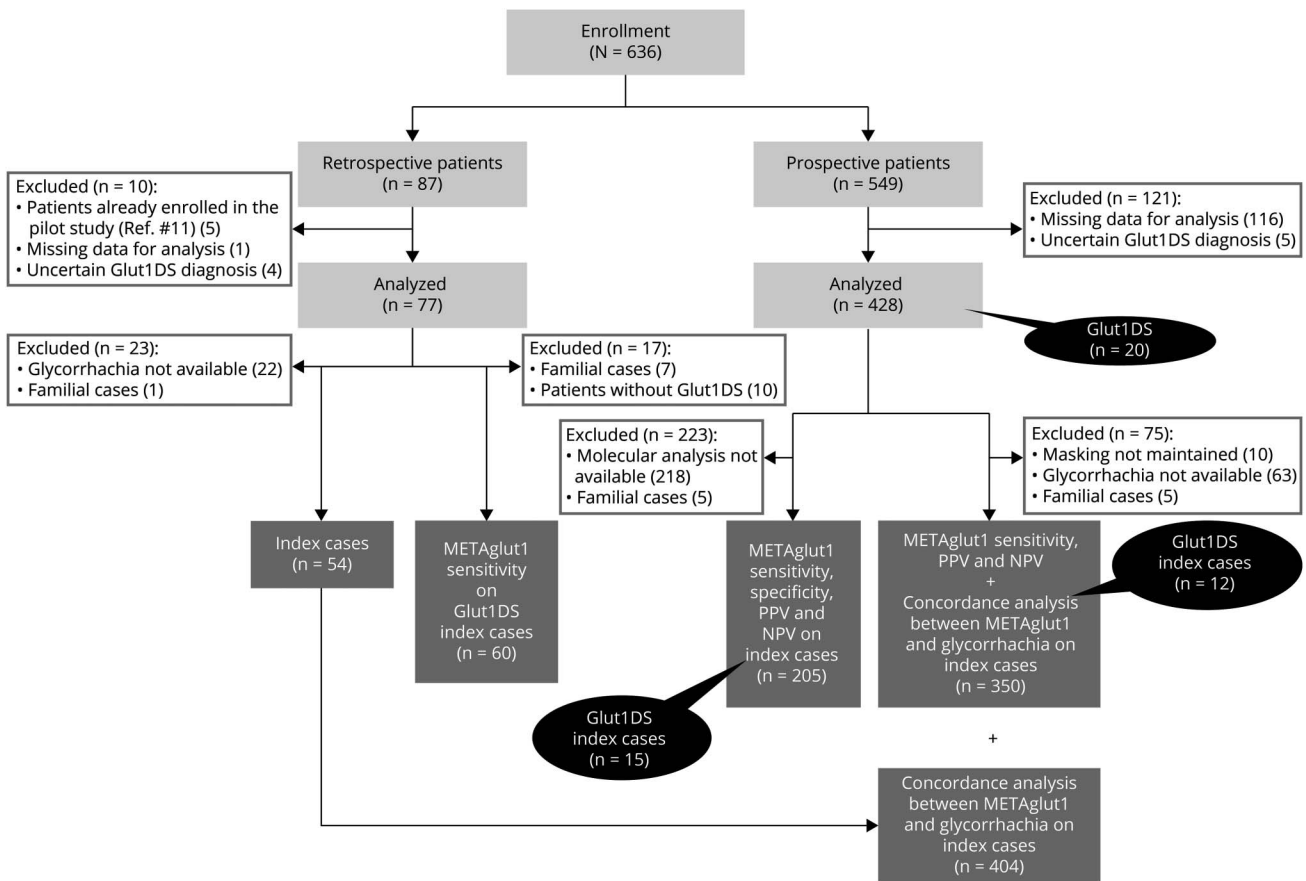 Enrollment
(N = 636)
Retrospective patients
(n = 87)
Prospective patients
(n = 549)
Excluded (n = 10):
• Patients already enrolled in the
pilot study (Ref. #11) (5)
• Missing data for analysis (1)
• Uncertain Glut1DS diagnosis (4)
Excluded (n = 121):
• Missing data for analysis (116)
• Uncertain Glut1DS diagnosis (5)
Analyzed
(n = 77)
Analyzed
(n = 428)
Glut1DS
(n = 20)
Excluded (n = 23):
• Glycorrhachia not available (22)
• Familial cases (1)
Excluded (n = 17):
• Familial cases (7)
• Patients without Glut1DS (10)
Excluded (n = 223):
• Molecular analysis not
available (218)
• Familial cases (5)
Excluded (n = 75):
• Masking not maintained (10)
• Glycorrhachia not available (63)
• Familial cases (5)
Index cases
(n = 54)
METAglut1
sensitivity
on
Glut1DS
index cases
(n = 60)
METAglut1
sensitivity,
specificity,
PPV and
NPV on
index cases
(n = 205)
METAglut1 sensitivity,
PPV and NPV
+
Concordance analysis
between METAglut1
and glycorrhachia on
index cases
(n = 350)
Glut1DS
index cases
(n = 12)
Glut1DS
index cases
(n = 15)
+
Concordance analysis
between METAglut1
and glycorrhachia on
index cases
(n = 404)